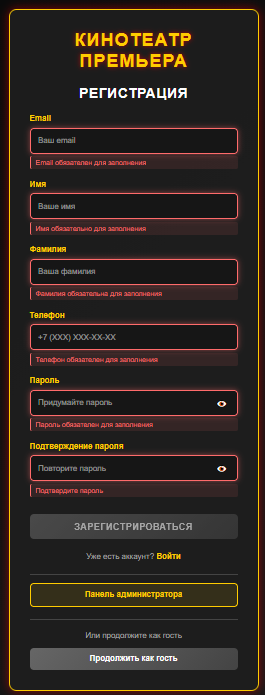 КИНОТЕАТР
ПРЕМЬЕРА
РЕГИСТРАЦИЯ
Email
Ваш email
Email обязателен для заполнения
Имя
Ваше имя
Имя обязательно для заполнения
Фамилия
Ваша фамилия
Фамилия обязательна для заполнения
Телефон
+7 (XXX) XXX-XX-XX
Телефон обязателен для заполнения
Пароль
Придумайте пароль
Пароль обязателен для заполнения
Подтверждение пароля
Повторите пароль
Подтвердите пароль
ЗАРЕГИСТРИРОВАТЬСЯ
Уже есть аккаунт? Войти
Панель администратора
Или продолжите как гость
Продолжить как гость